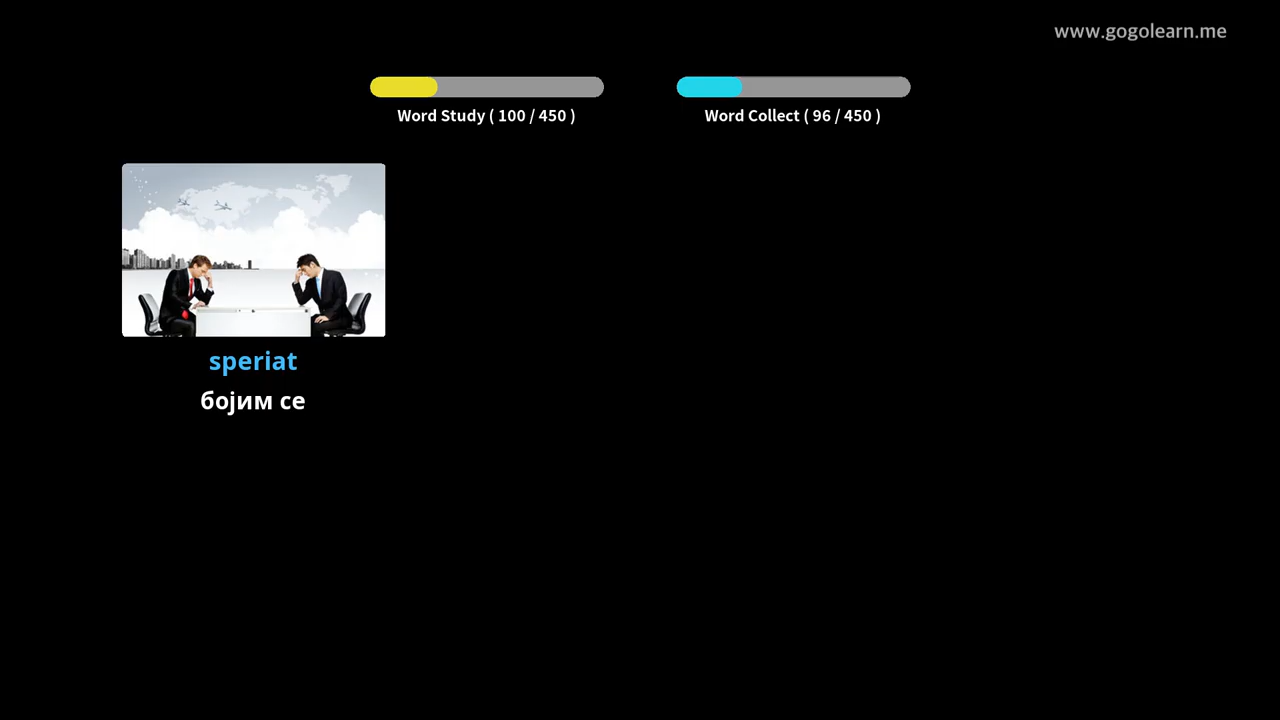 www.gogolearn.me
Word Study ( 100 / 450 )
Word Collect ( 96 / 450 )
speriat
бојим се